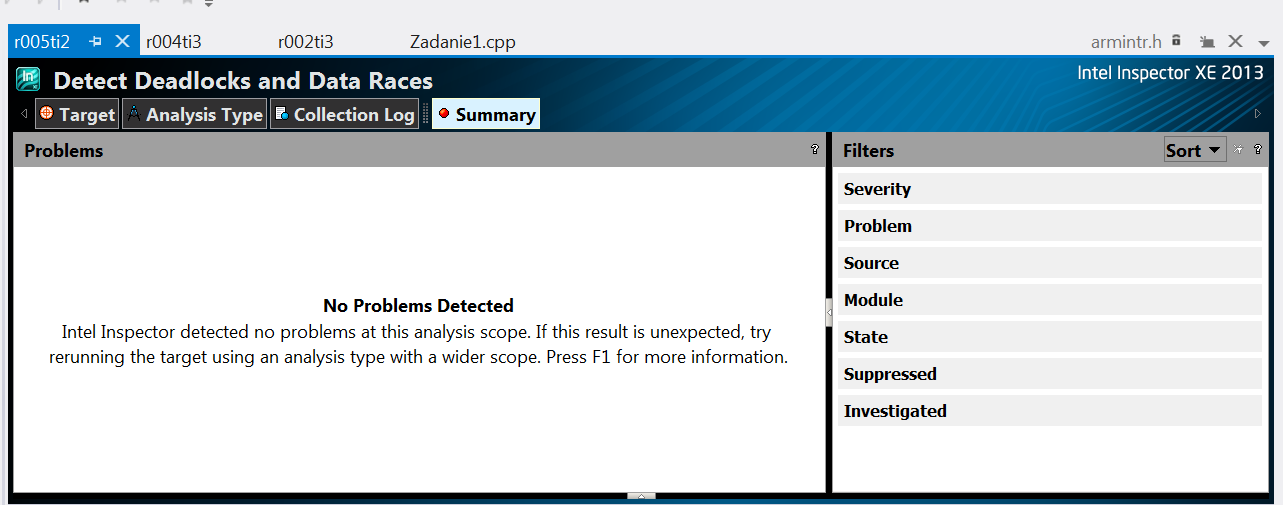 r005ti2 r004ti3 r002ti3 Zadanie1.cpp armintr.h
Detect Deadlocks and Data Races
Intel Inspector XE 2013
Target Analysis Type Collection Log Summary
Problems ?
Filters Sort ?
Severity
Problem
Source
Module
State
Suppressed
Investigated
No Problems Detected
Intel Inspector detected no problems at this analysis scope. If this result is unexpected, try
rerunning the target using an analysis type with a wider scope. Press F1 for more information.